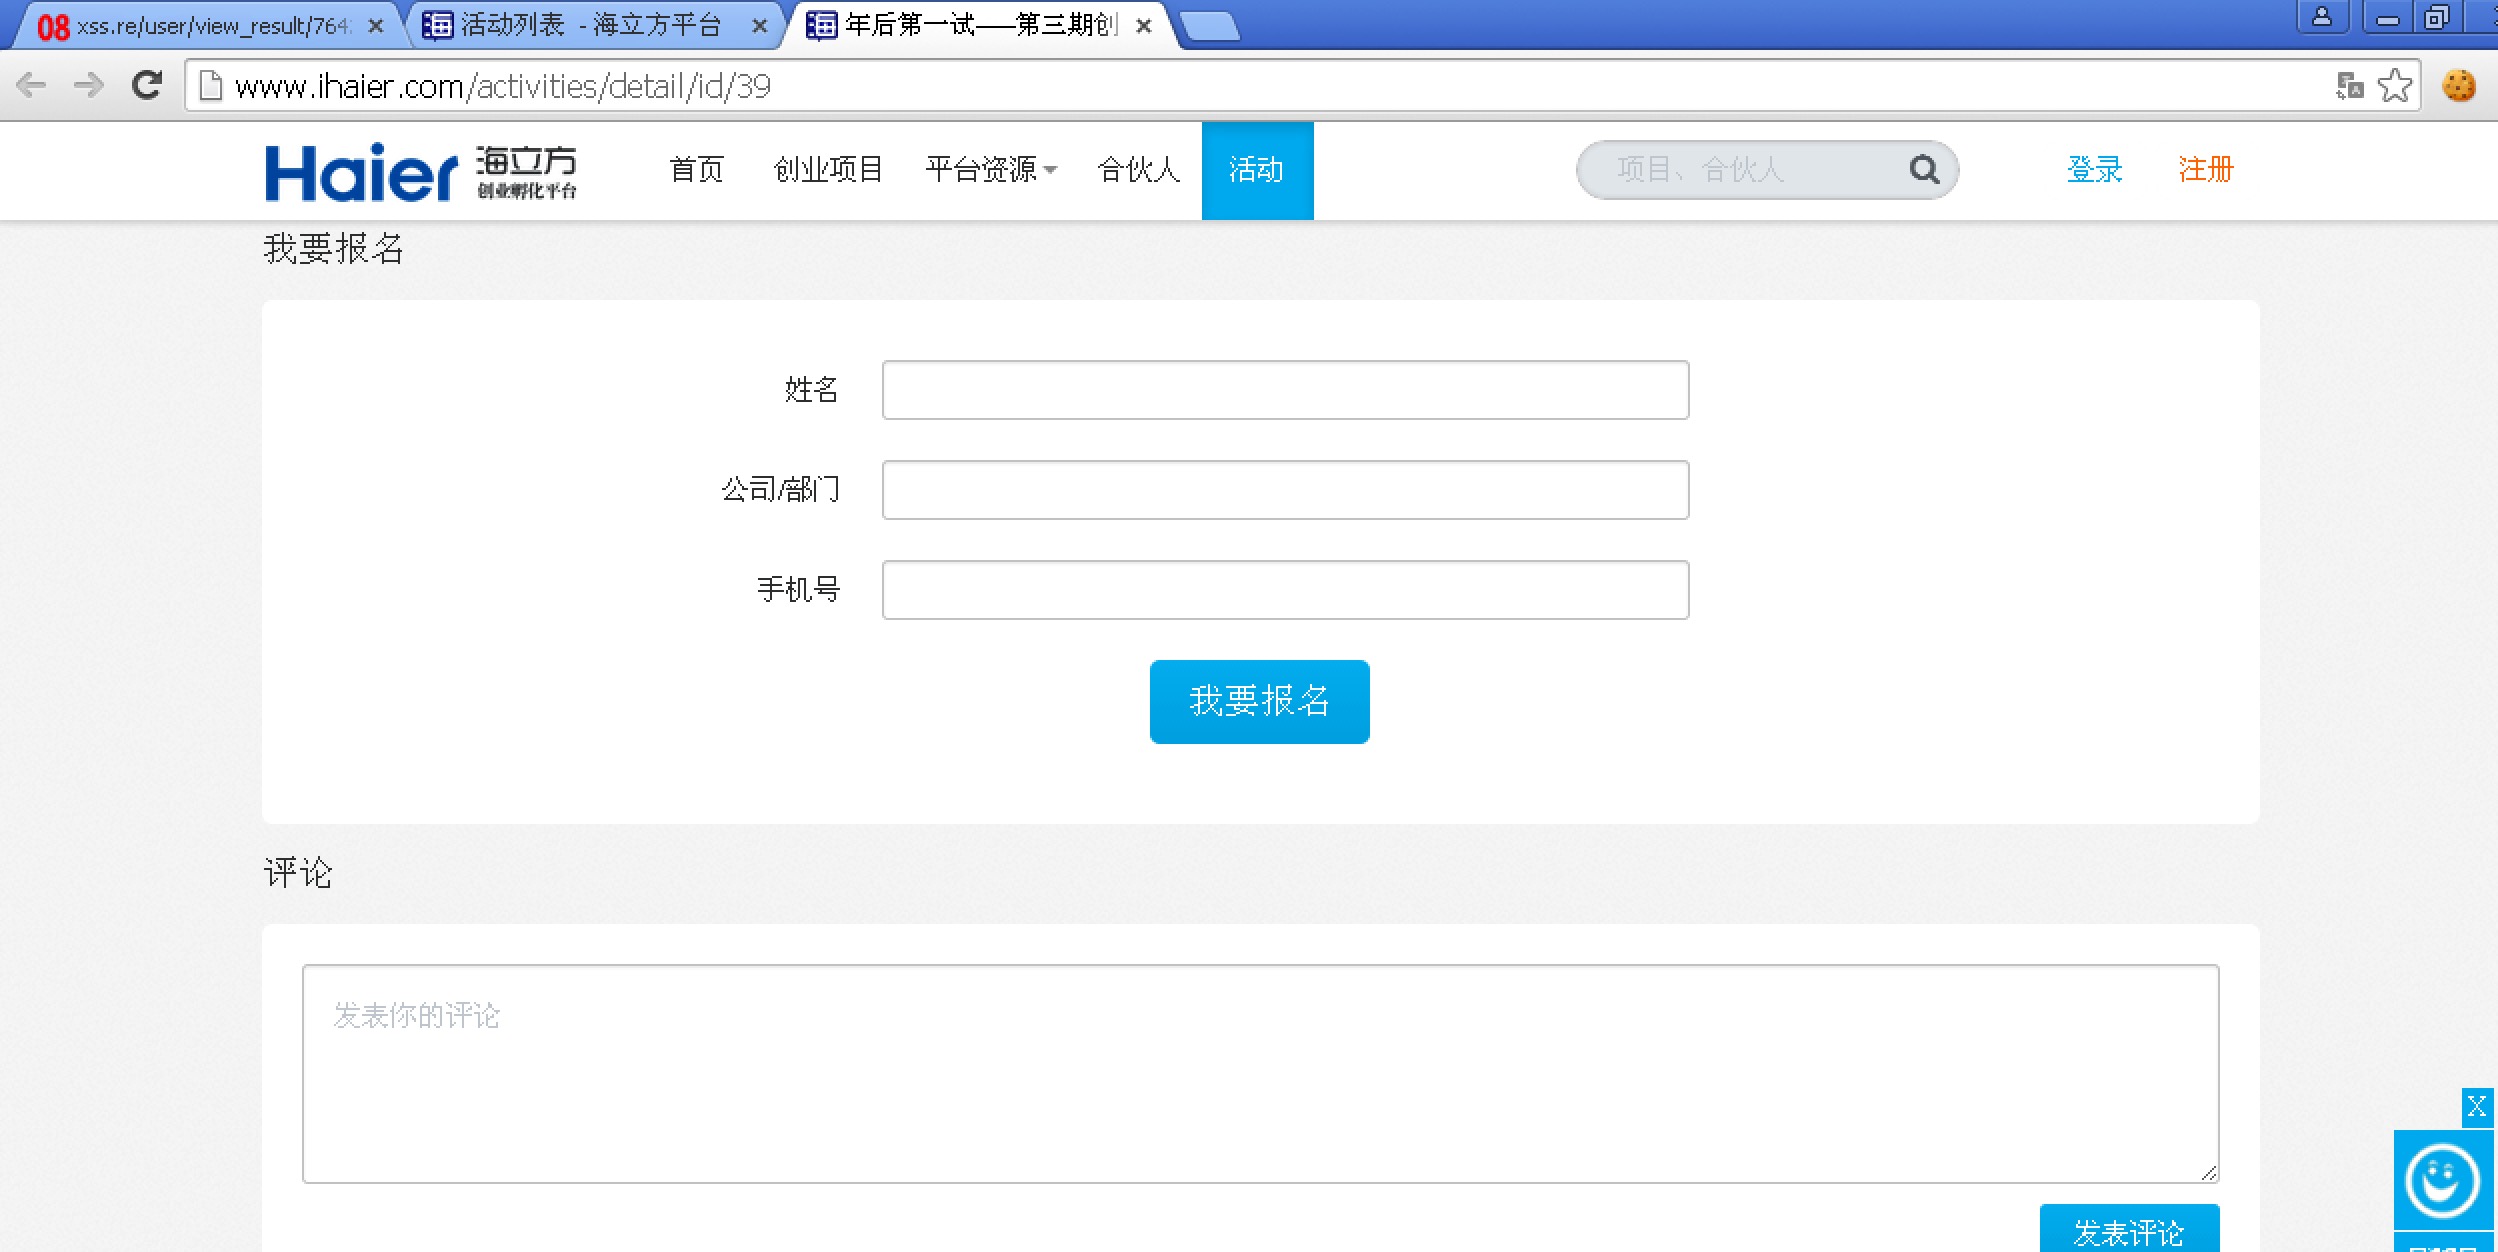 08 xss.re/user/view_result/764
活动列表 - 海立方平台
年后第一试——第三期创
www.ihaier.com/activities/detail/id/39
Haier 海立方
创业孵化平台
首页 创业项目 平台资源 合伙人 活动 项目、合伙人 登录 注册
我要报名
姓名
公司/部门
手机号
我要报名
评论
发表你的评论
X
发表评论